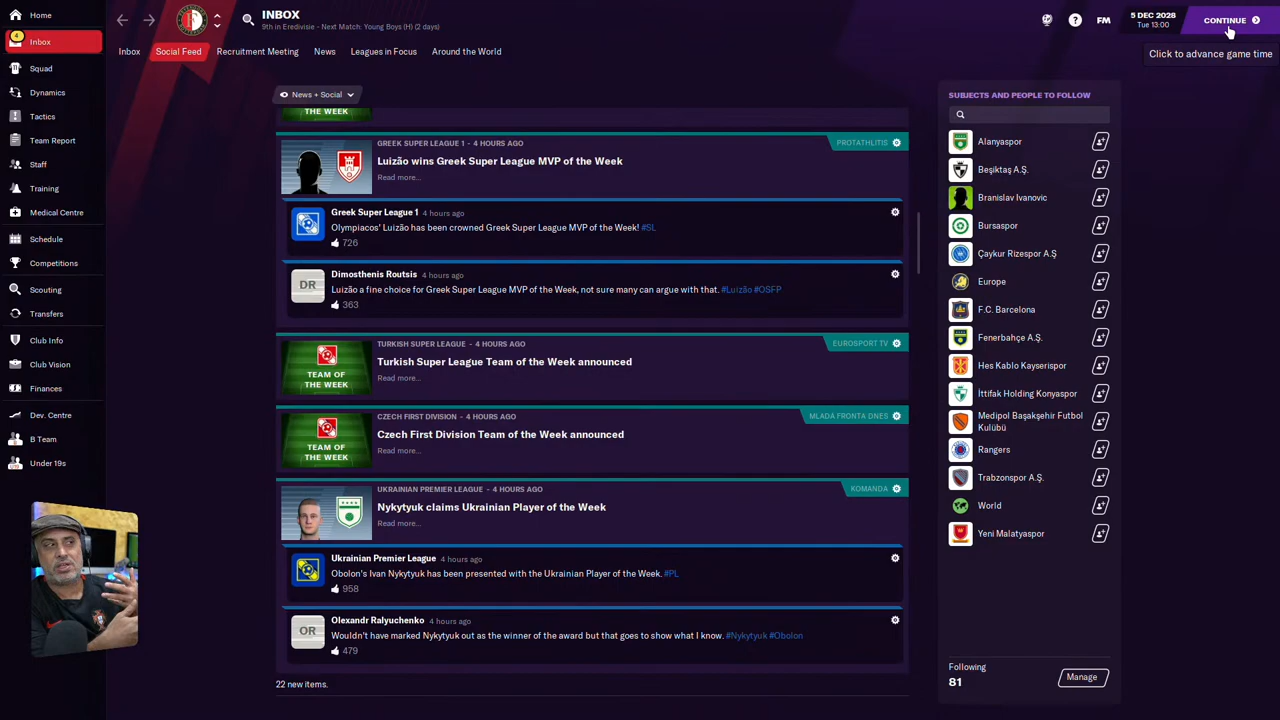 Home
INBOX
9th in Eredivisie - Next Match: Young Boys (H) (2 days)
FM
5 DEC 2028
Tue 13:00
CONTINUE
Click to advance game time
4
Inbox
Squad
Dynamics
Tactics
Team Report
Staff
Training
Medical Centre
Schedule
Competitions
Scouting
Transfers
Club Info
Club Vision
Finances
Dev. Centre
B Team
Under 19s
Inbox
Social Feed
Recruitment Meeting
News
Leagues in Focus
Around the World
News + Social
THE WEEK
GREEK SUPER LEAGUE 1 - 4 HOURS AGO
PROTATHLITIS
Luizão wins Greek Super League MVP of the Week
Read more...
Greek Super League 1 4 hours ago
Olympiacos' Luizão has been crowned Greek Super League MVP of the Week! #SL
726
DR
Dimosthenis Routsis 4 hours ago
Luizão a fine choice for Greek Super League MVP of the Week, not sure many can argue with that. #Luizão #OSFP
363
TURKISH SUPER LEAGUE - 4 HOURS AGO
EUROSPORT TV
TEAM OF
THE WEEK
Turkish Super League Team of the Week announced
Read more...
CZECH FIRST DIVISION - 4 HOURS AGO
MLADÁ FRONTA DNES
TEAM OF
THE WEEK
Czech First Division Team of the Week announced
Read more...
UKRAINIAN PREMIER LEAGUE - 4 HOURS AGO
KOMANDA
Nykytyuk claims Ukrainian Player of the Week
Read more...
Ukrainian Premier League 4 hours ago
Obolon's Ivan Nykytyuk has been presented with the Ukrainian Player of the Week. #PL
958
OR
Olexandr Ralyuchenko 4 hours ago
Wouldn't have marked Nykytyuk out as the winner of the award but that goes to show what I know. #Nykytyuk #Obolon
479
22 new items.
SUBJECTS AND PEOPLE TO FOLLOW
Alanyaspor
Beşiktaş A.Ş.
Branislav Ivanovic
Bursaspor
Çaykur Rizespor A.Ş
Europe
F.C. Barcelona
Fenerbahçe A.Ş.
Hes Kablo Kayserispor
İttifak Holding Konyaspor
Medipol Başakşehir Futbol
Kulübü
Rangers
Trabzonspor A.Ş.
World
Yeni Malatyaspor
Following
81
Manage